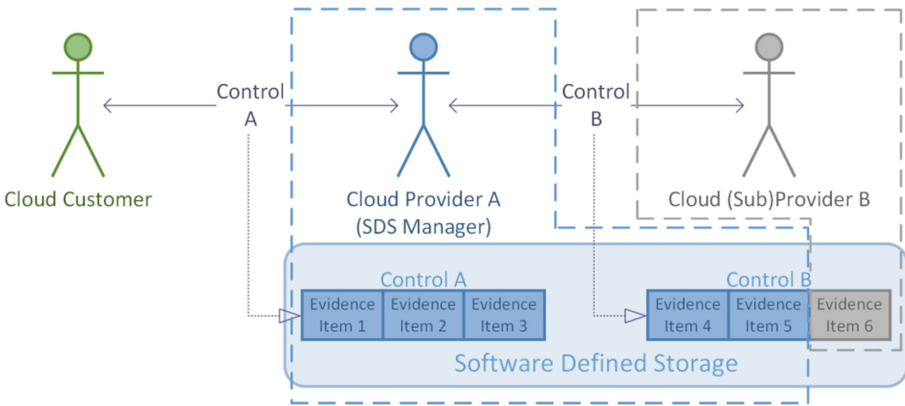 Control
A
Control
B
Cloud Customer
Cloud Provider A
(SDS Manager)
Cloud (Sub)Provider B
Control A
Control B
Evidence
Item 1
Evidence
Item 2
Evidence
Item 3
Evidence
Item 4
Evidence
Item 5
Evidence
Item 6
Software Defined Storage